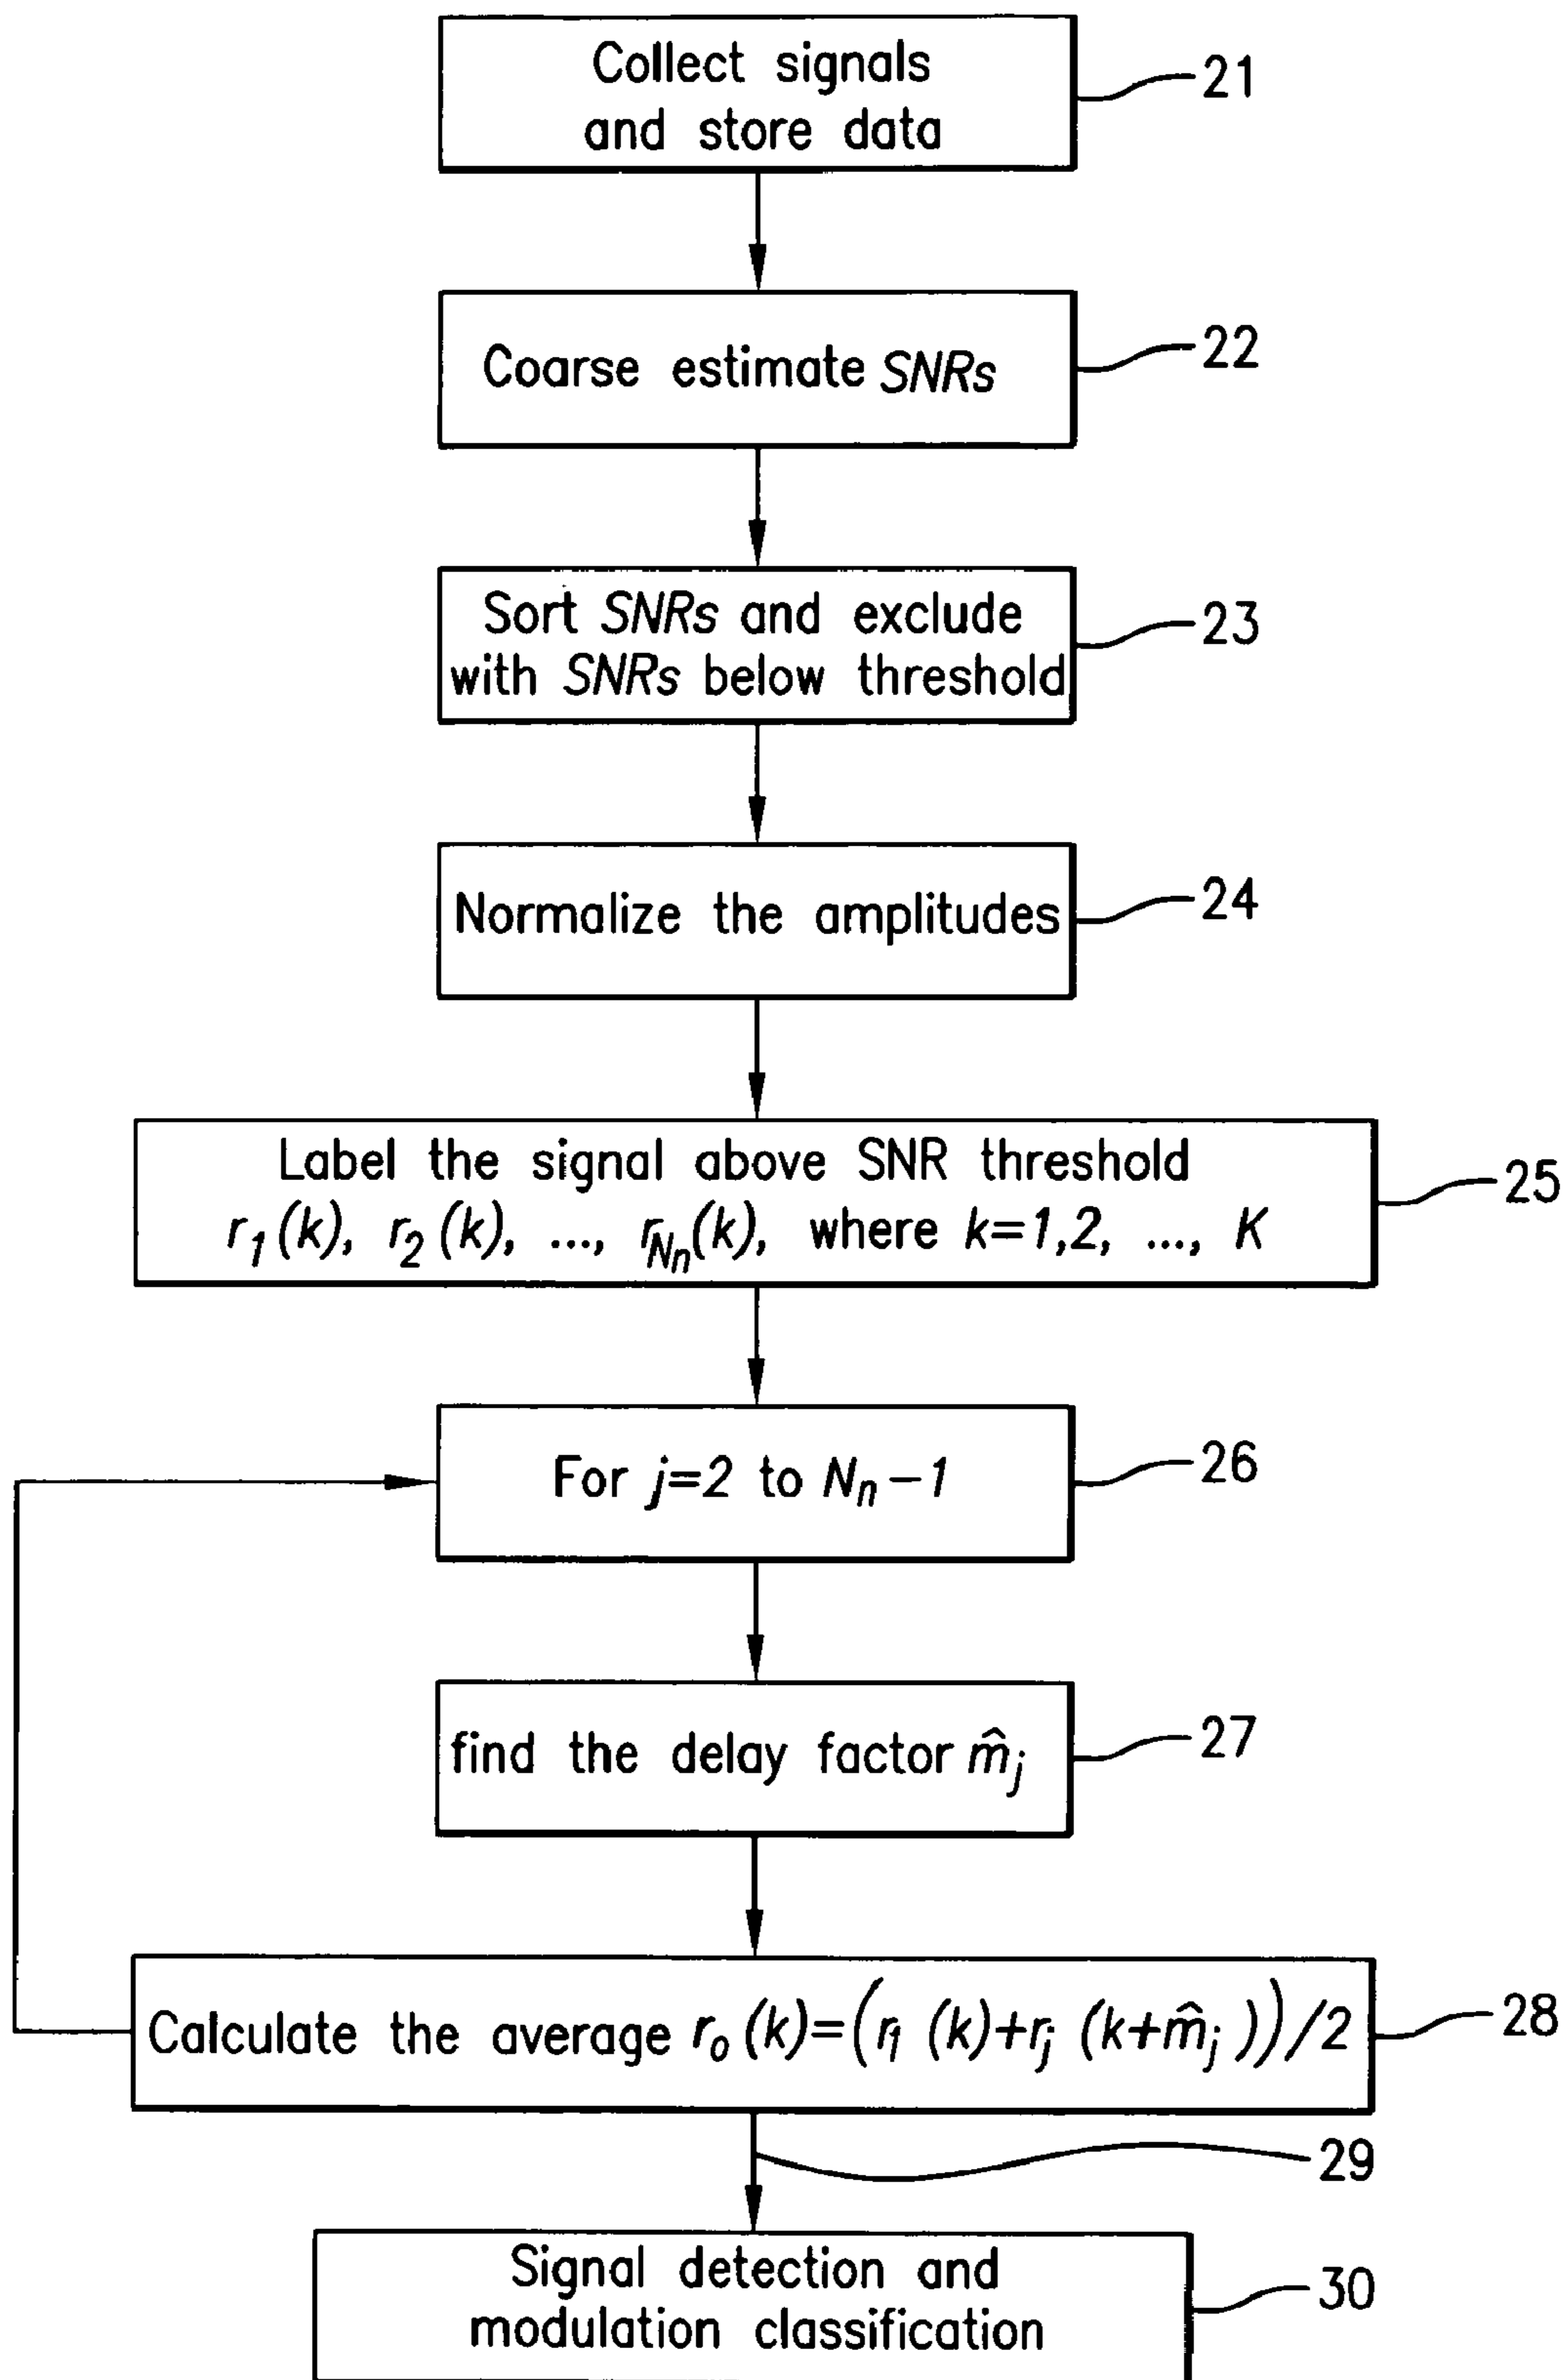 Collect signals
and store data
21
Coarse estimate SNRs
22
Sort SNRs and exclude
with SNRs below threshold
23
Normalize the amplitudes
24
Label the signal above SNR threshold
r₁(k), r₂(k), ..., r_{Nₙ}(k), where k=1,2, ..., K
25
For j=2 to Nₙ-1
26
find the delay factor m̂ⱼ
27
Calculate the average rₒ(k)=(r₁(k)+rⱼ(k+m̂ⱼ))/2
28
29
Signal detection and
modulation classification
30